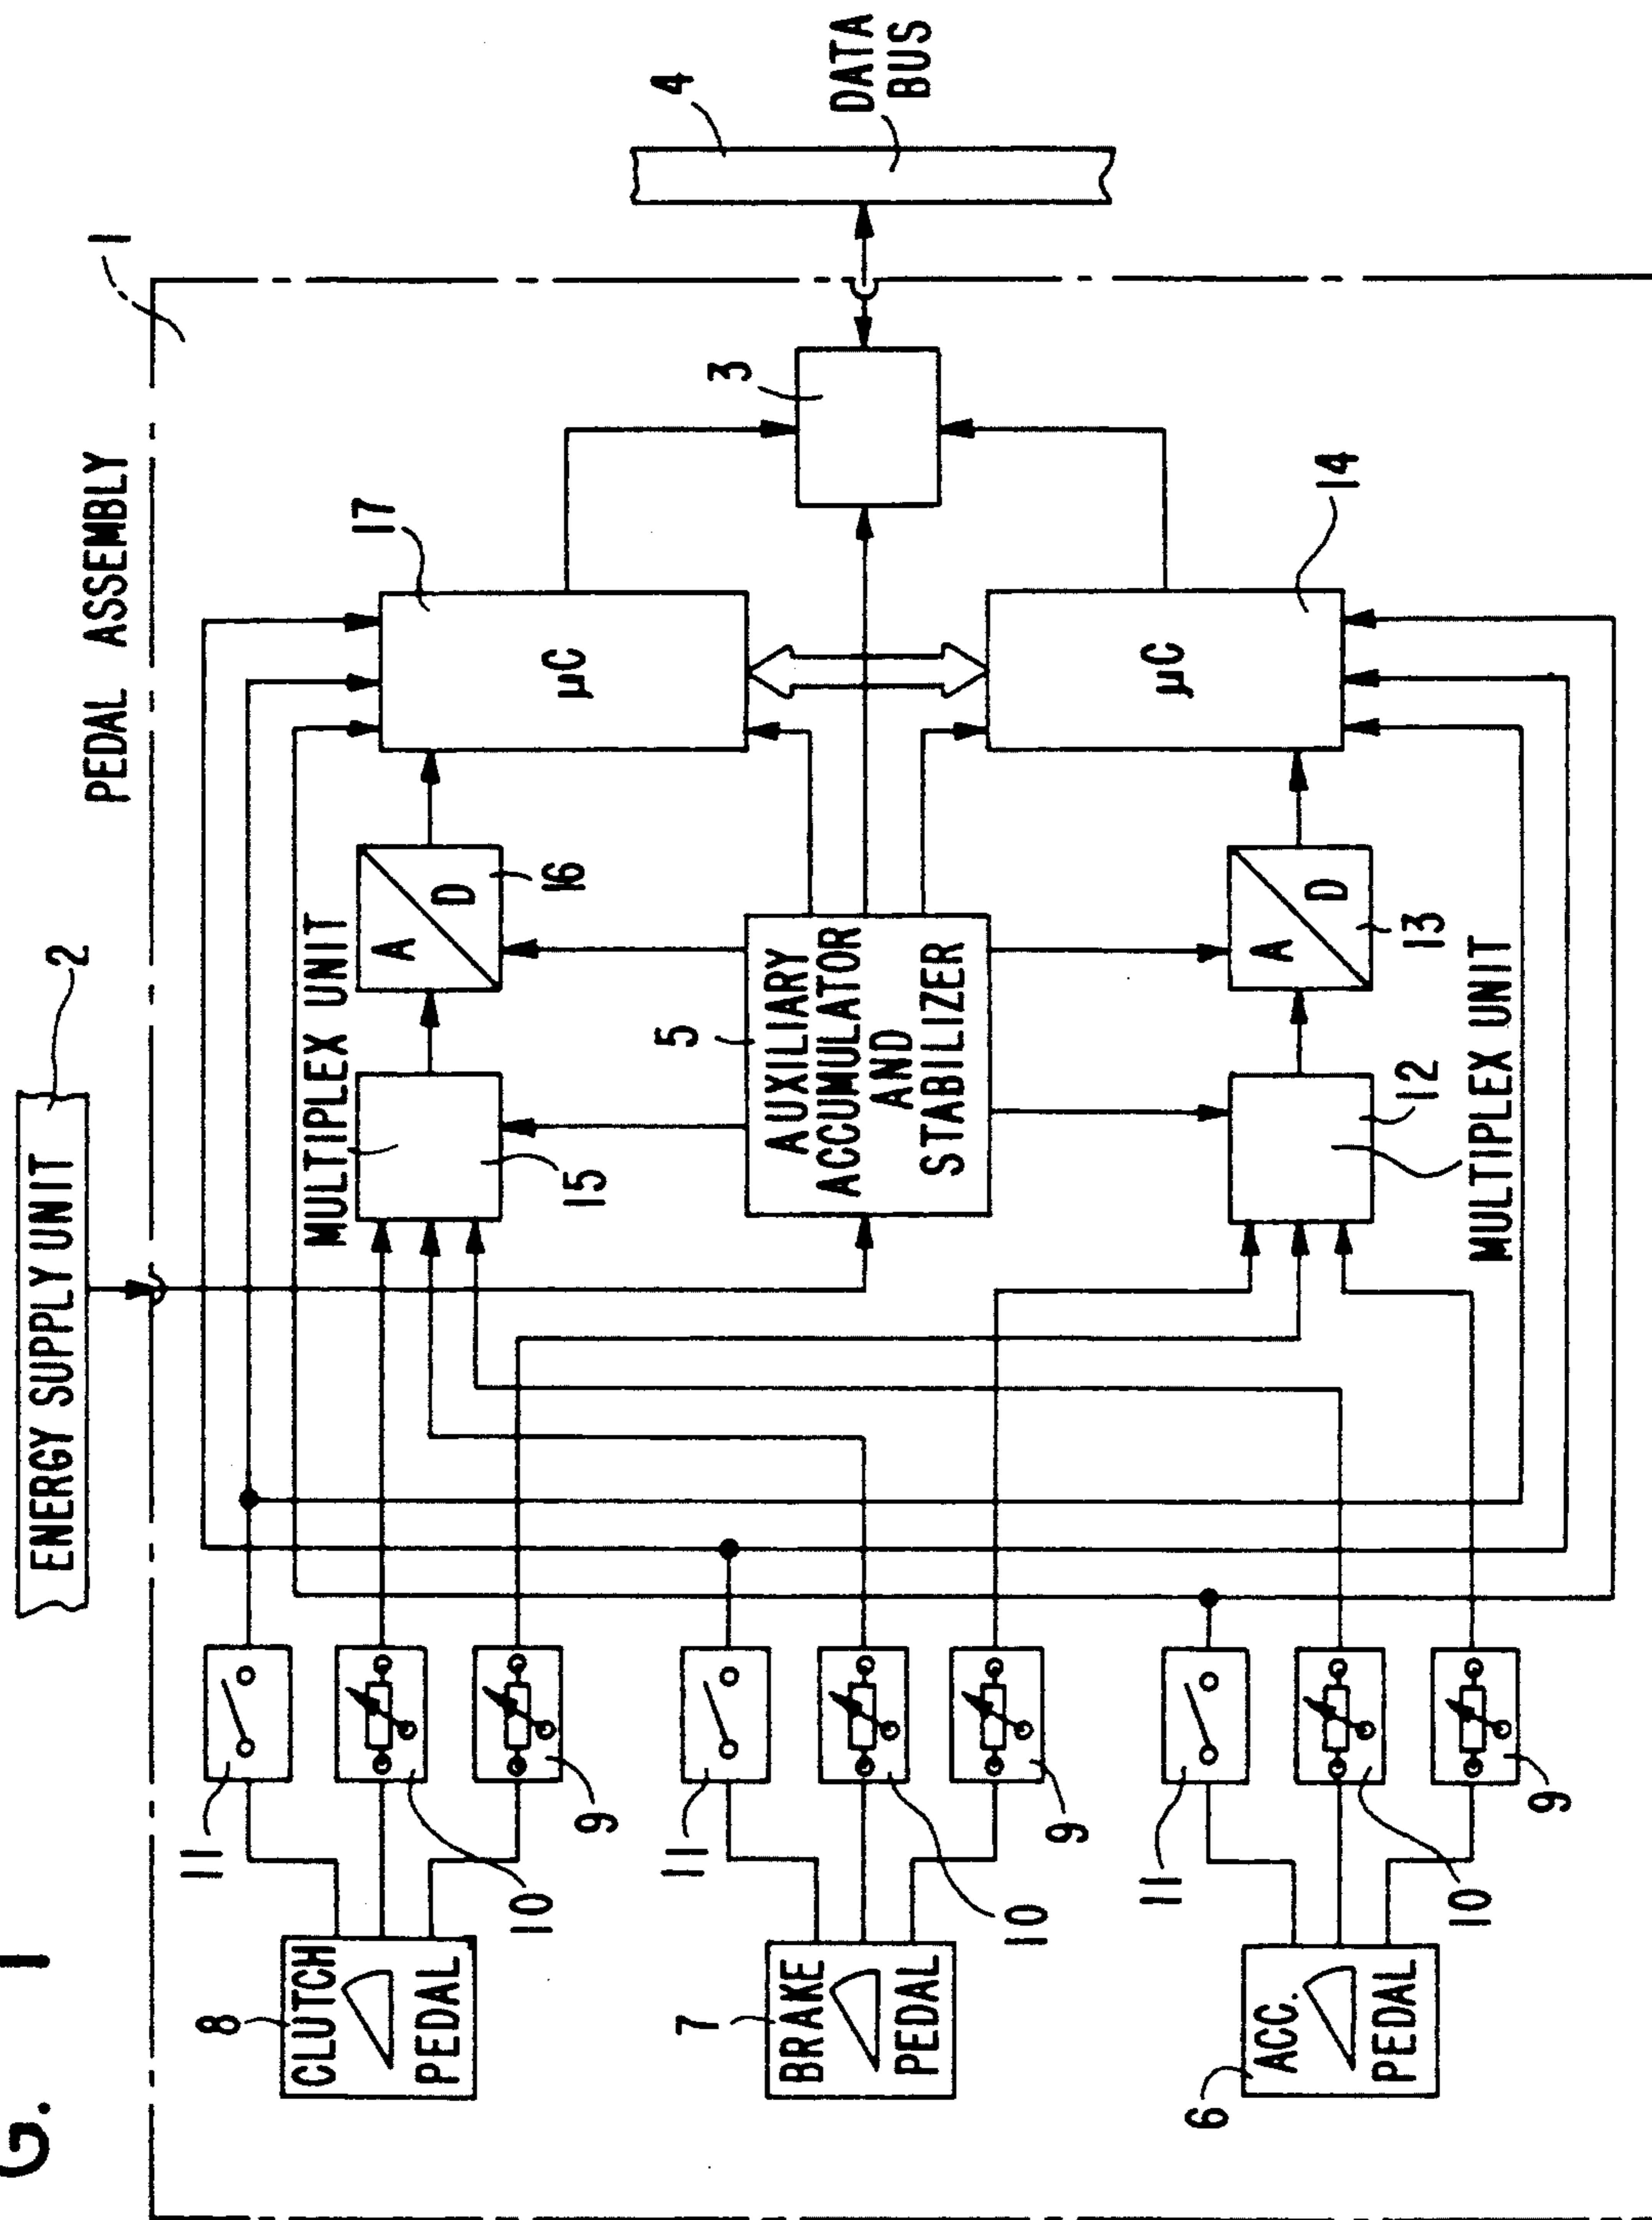 G. 1
ENERGY SUPPLY UNIT
2
PEDAL ASSEMBLY
1
8
CLUTCH
PEDAL
11
10
9
MULTIPLEX UNIT
15
A
D
16
17
µC
7
BRAKE
PEDAL
11
10
9
5
AUXILIARY
ACCUMULATOR
AND
STABILIZER
3
4
DATA
BUS
6
ACC.
PEDAL
11
10
9
12
MULTIPLEX UNIT
A
D
13
14
µC